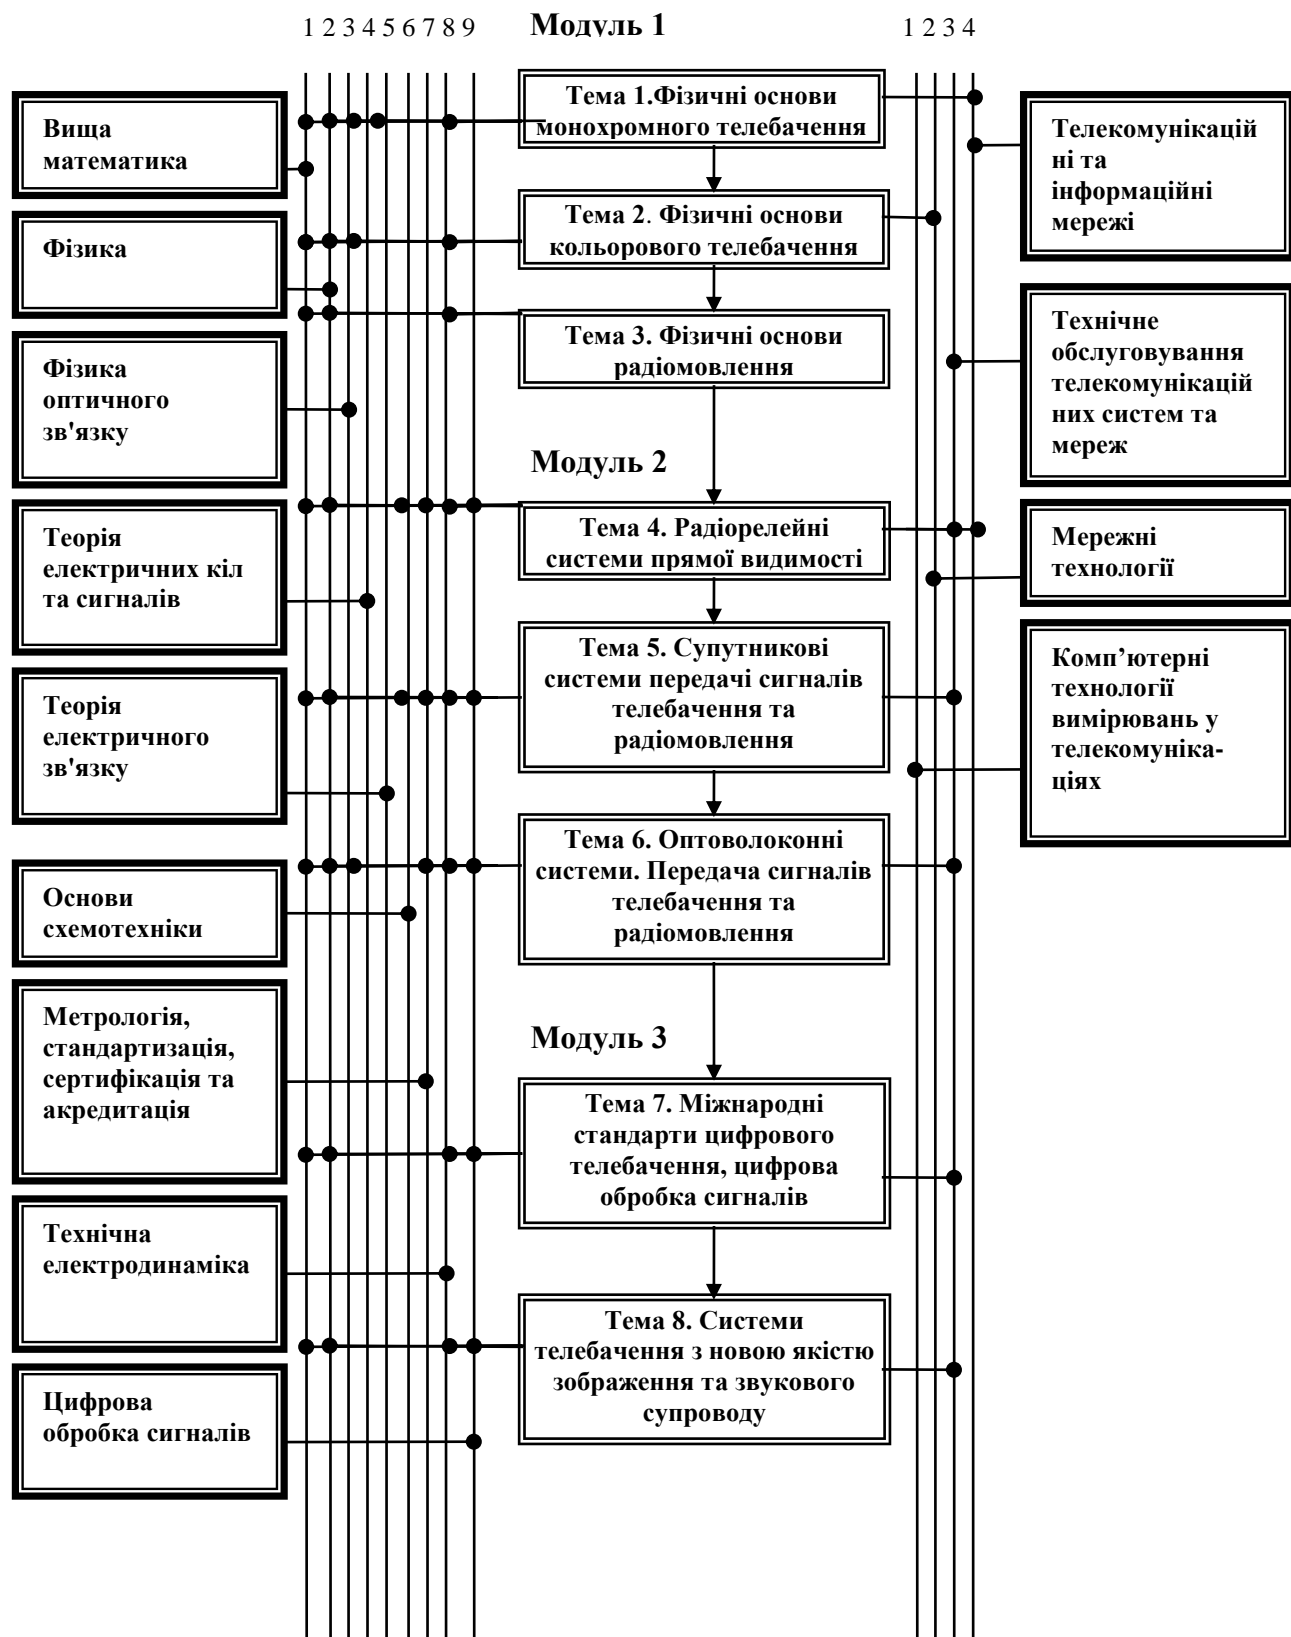 1 2 3 4 5 6 7 8 9
Модуль 1
1 2 3 4
Вища
математика
Фізика
Фізика
оптичного
зв'язку
Теорія
електричних кіл
та сигналів
Теорія
електричного
зв'язку
Основи
схемотехніки
Метрологія,
стандартизація,
сертифікація та
акредитація
Технічна
електродинаміка
Цифрова
обробка сигналів
Тема 1.Фізичні основи
монохромного телебачення
Тема 2. Фізичні основи
кольорового телебачення
Тема 3. Фізичні основи
радіомовлення
Модуль 2
Тема 4. Радіорелейні
системи прямої видимості
Тема 5. Супутникові
системи передачі сигналів
телебачення та
радіомовлення
Тема 6. Оптоволоконні
системи. Передача сигналів
телебачення та
радіомовлення
Модуль 3
Тема 7. Міжнародні
стандарти цифрового
телебачення, цифрова
обробка сигналів
Тема 8. Системи
телебачення з новою якістю
зображення та звукового
супроводу
Телекомунікацій
ні та
інформаційні
мережі
Технічне
обслуговування
телекомунікацій
них систем та
мереж
Мережні
технології
Комп’ютерні
технології
вимірювань у
телекомуніка-
ціях